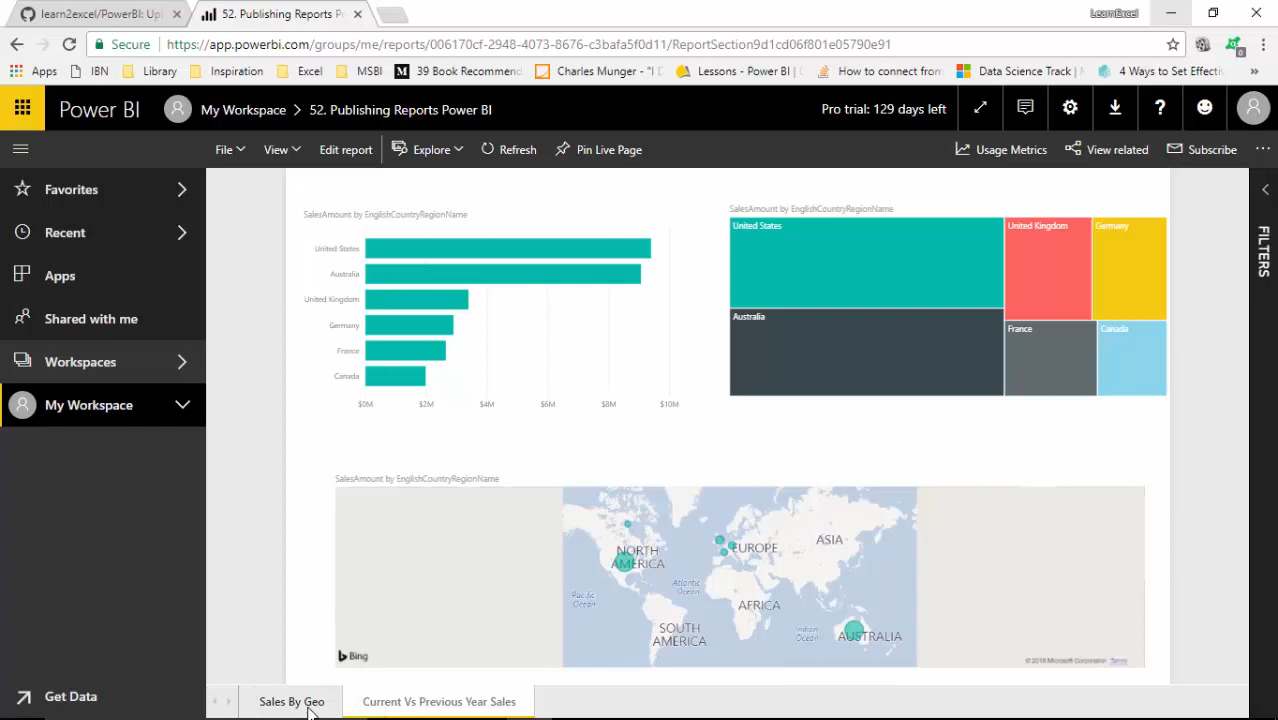 learn2excel/PowerBI: Upl
52. Publishing Reports P
LearnExcel
Secure
https://app.powerbi.com/groups/me/reports/006170cf-2948-4073-8676-c3bafa5f0d11/ReportSection9d1cd06f801e05790e91
0
Apps
IBN
Library
Inspiration
Excel
MSBI
39 Book Recommend
Charles Munger -"I D
Lessons - Power BI |
How to connect from
Data Science Track |
4 Ways to Set Effecti
»
Power BI
My Workspace > 52. Publishing Reports Power BI
Pro trial: 129 days left
File
View
Edit report
Explore
Refresh
Pin Live Page
Usage Metrics
View related
Subscribe
Favorites
Recent
Apps
Shared with me
Workspaces
My Workspace
Get Data
SalesAmount by EnglishCountryRegionName
United States
Australia
United Kingdom
Germany
France
Canada
$0M
$2M
$4M
$6M
$8M
$10M
SalesAmount by EnglishCountryRegionName
United States
United Kingdom
Germany
Australia
France
Canada
FILTERS
SalesAmount by EnglishCountryRegionName
NORTH
AMERICA
EUROPE
ASIA
Pacific
Ocean
Atlantic
Ocean
AFRICA
SOUTH
AMERICA
Indian
Ocean
AUSTRALIA
Bing
© 2018 Microsoft Corporation Terms
Sales By Geo
Current Vs Previous Year Sales